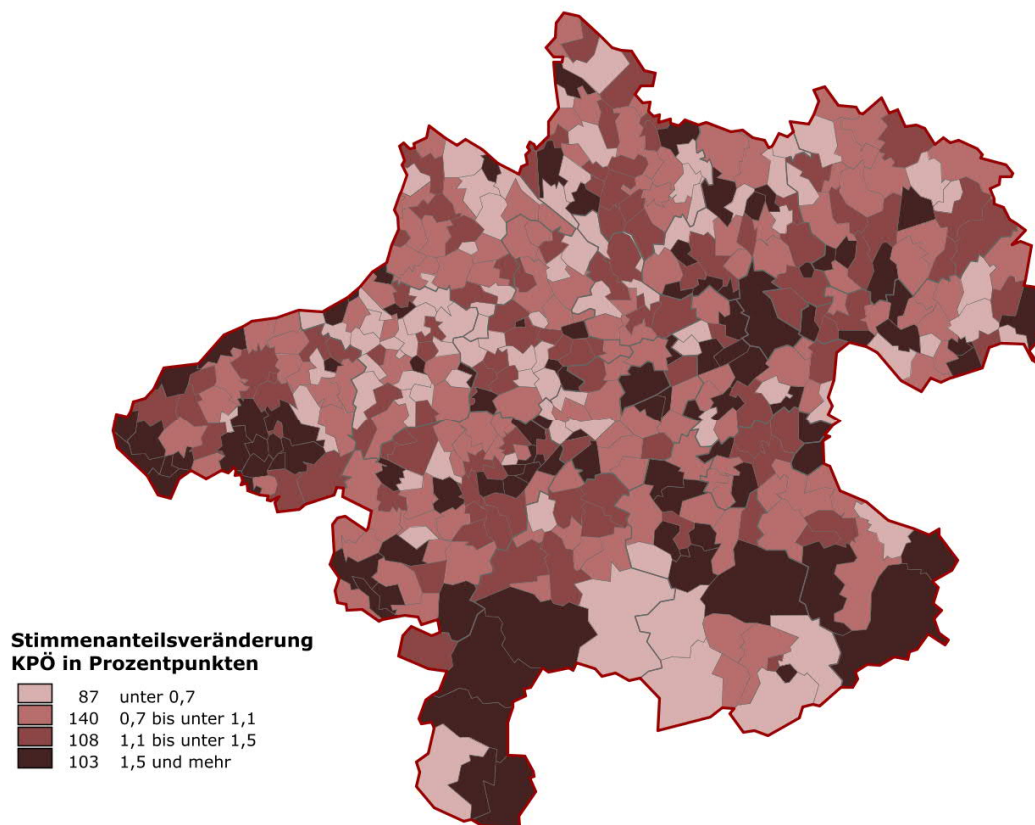 Stimmenanteilsveränderung
KPÖ in Prozentpunkten
87 unter 0,7
140 0,7 bis unter 1,1
108 1,1 bis unter 1,5
103 1,5 und mehr